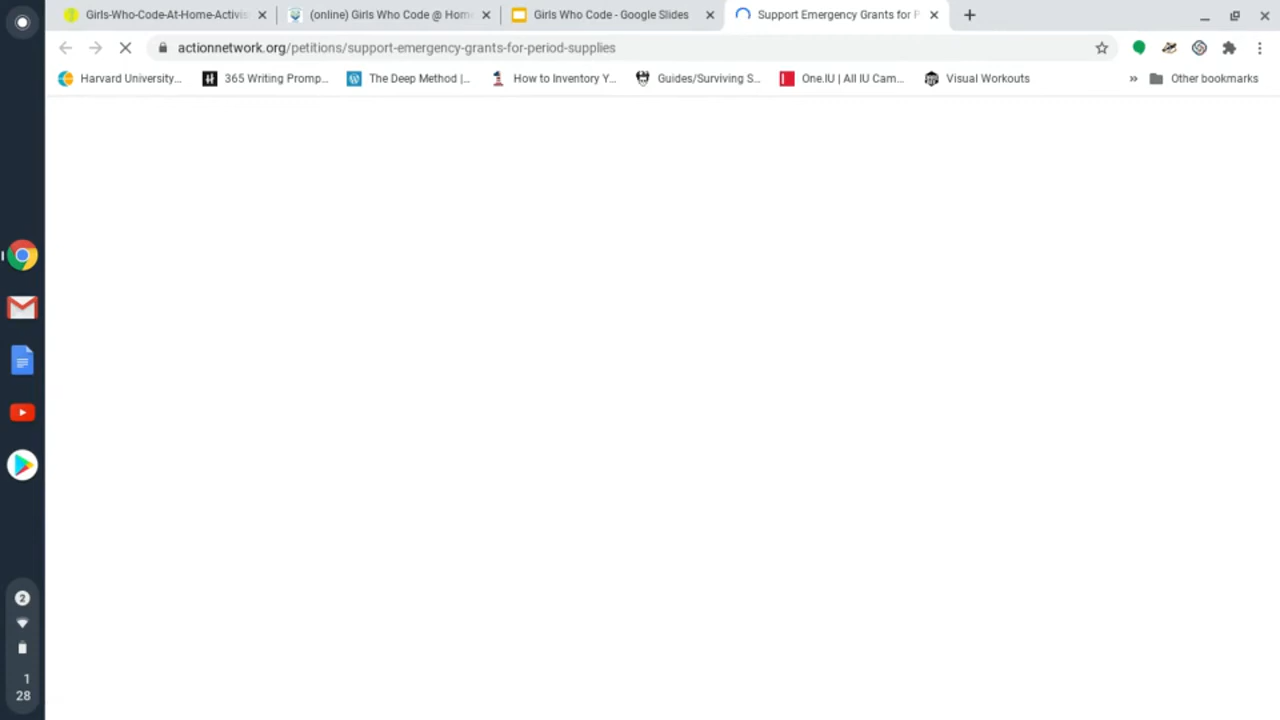 Girls-Who-Code-At-Home-Activis
(online) Girls Who Code @ Home
Girls Who Code - Google Slides
Support Emergency Grants for P
actionnetwork.org/petitions/support-emergency-grants-for-period-supplies
Harvard University...
365 Writing Promp...
The Deep Method |...
How to Inventory Y...
Guides/Surviving S...
One.IU | All IU Cam...
Visual Workouts
»
Other bookmarks
2
1
28